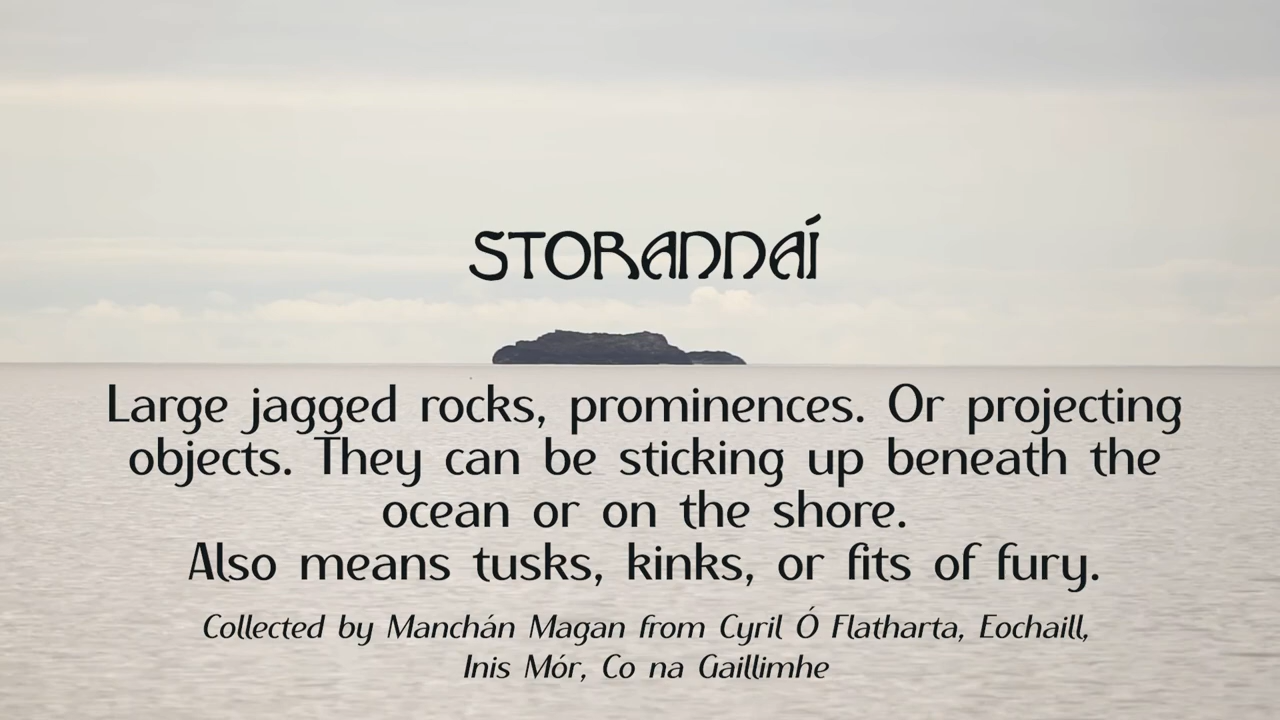 STORANNAÍ
Large jagged rocks, prominences. Or projecting
objects. They can be sticking up beneath the
ocean or on the shore.
Also means tusks, kinks, or fits of fury.
Collected by Manchán Magan from Cyril Ó Flatharta, Eochaill,
Inis Mór, Co na Gaillimhe